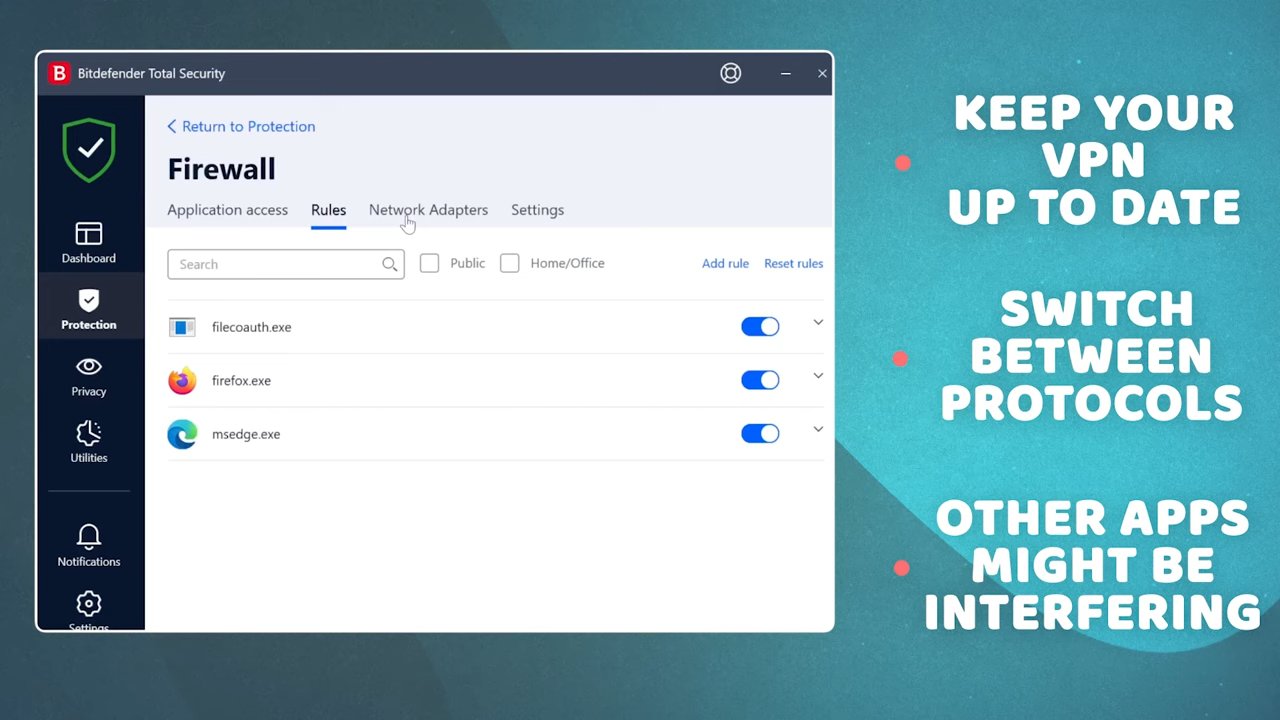 B Bitdefender Total Security
Return to Protection
Firewall
Application access Rules Network Adapters Settings
Search Public Home/Office Add rule Reset rules
filecoauth.exe
firefox.exe
msedge.exe
Dashboard
Protection
Privacy
Utilities
Notifications
Settings
KEEP YOUR
VPN
UP TO DATE
SWITCH
BETWEEN
PROTOCOLS
OTHER APPS
MIGHT BE
INTERFERING